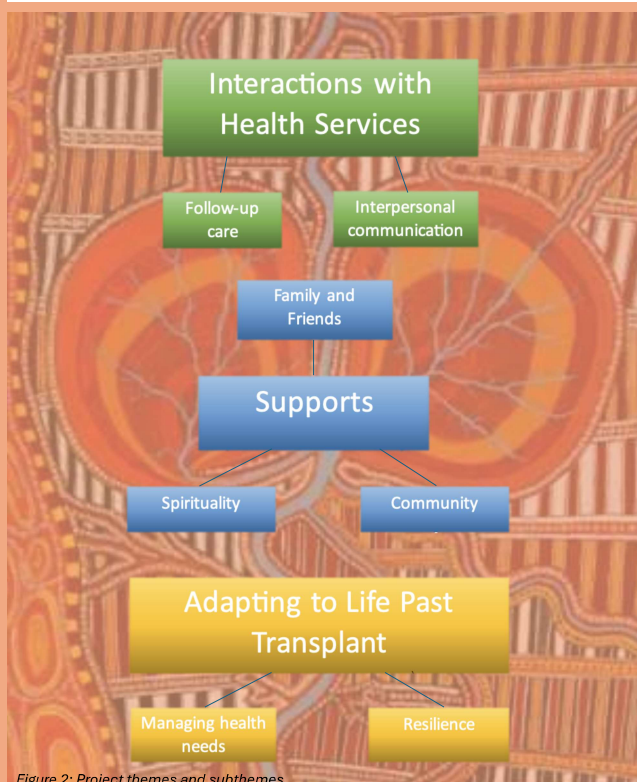 Interactions with
Health Services
Follow-up
care
Interpersonal
communication
Family and
Friends
Supports
Spirituality
Community
Adapting to Life Past
Transplant
Managing health
needs
Resilience
Figure 2: Project themes and subthemes